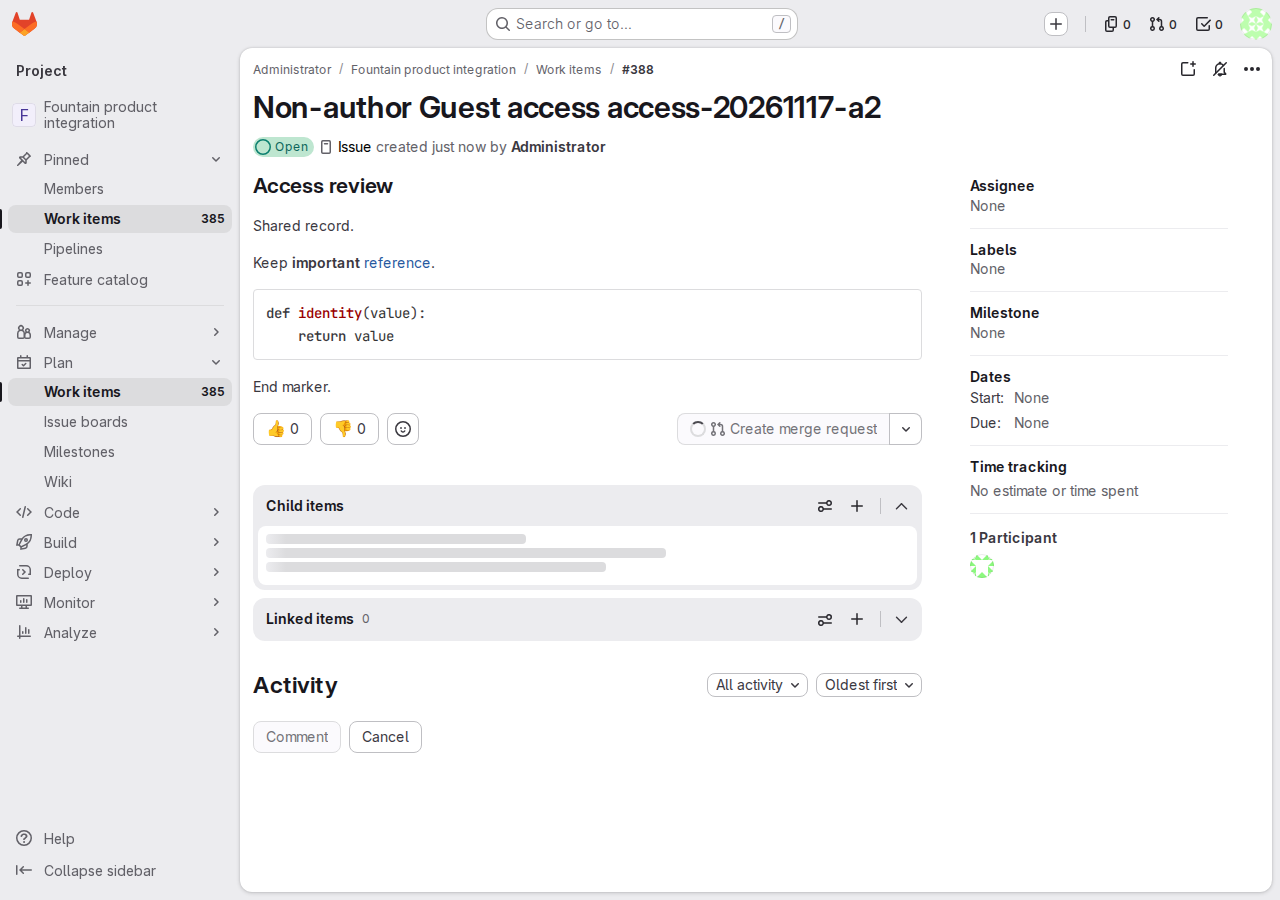 Search or go to...
/
0
0
0
Project
F
Fountain product
integration
Pinned
Members
Work items 385
Pipelines
Feature catalog
Manage
Plan
Work items 385
Issue boards
Milestones
Wiki
Code
Build
Deploy
Monitor
Analyze
Help
Collapse sidebar
Administrator / Fountain product integration / Work items / #388
Non-author Guest access access-20261117-a2
Open Issue created just now by Administrator
Access review
Shared record.
Keep important reference.
def identity(value):
return value
End marker.
👍 0
👎 0
Create merge request
Child items
Linked items 0
Activity
All activity
Oldest first
Comment
Cancel
Assignee
None
Labels
None
Milestone
None
Dates
Start: None
Due: None
Time tracking
No estimate or time spent
1 Participant